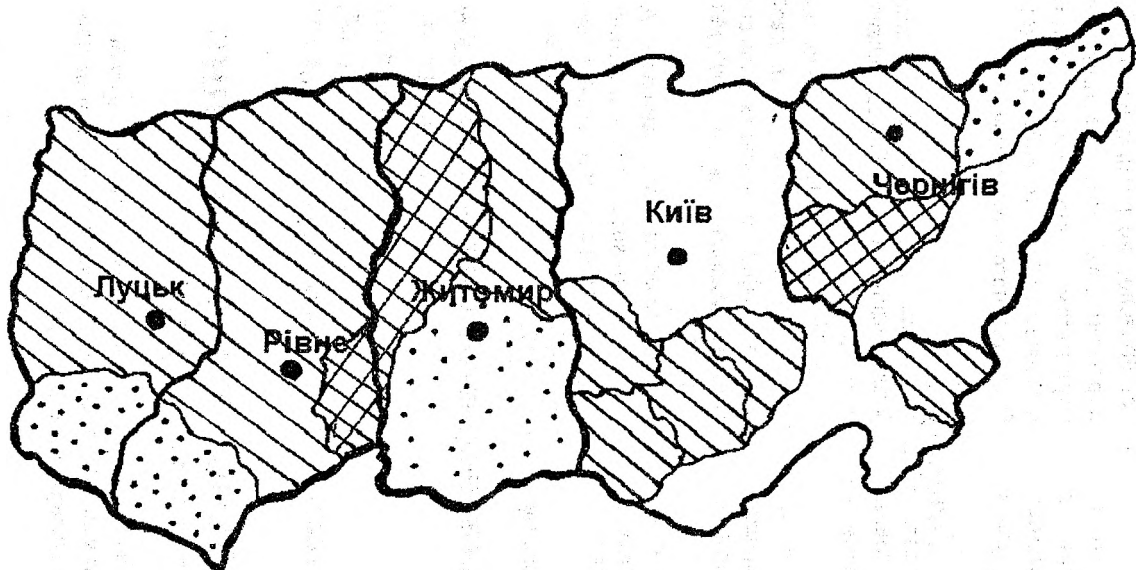 Чернігів
Київ
Луцьк
Житомир
Рівне